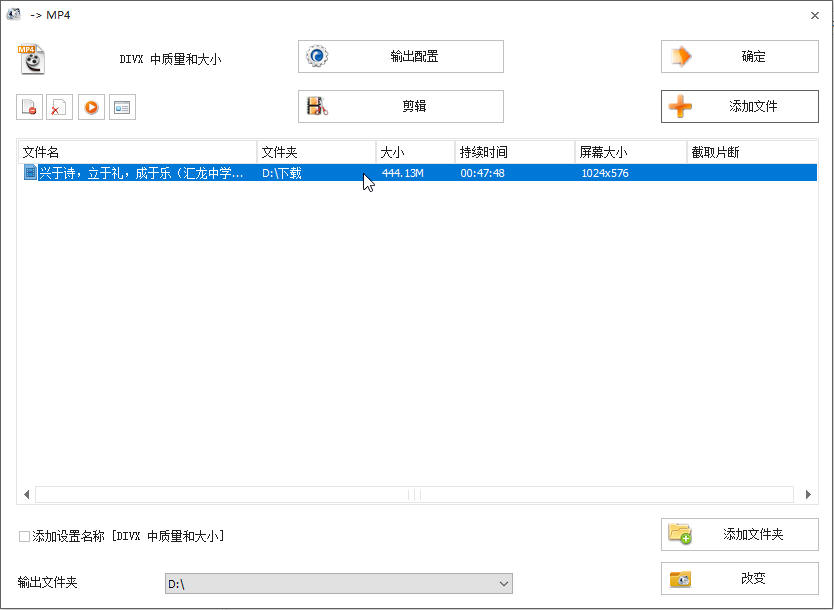 -> MP4
MP4
DIVX 中质量和大小
输出配置
确定
剪辑
添加文件
文件名 文件夹 大小 持续时间 屏幕大小 截取片断
兴于诗，立于礼，成于乐（汇龙中学... D:\下载 444.13M 00:47:48 1024x576
添加设置名称 [DIVX 中质量和大小]
添加文件夹
输出文件夹 D:\
改变